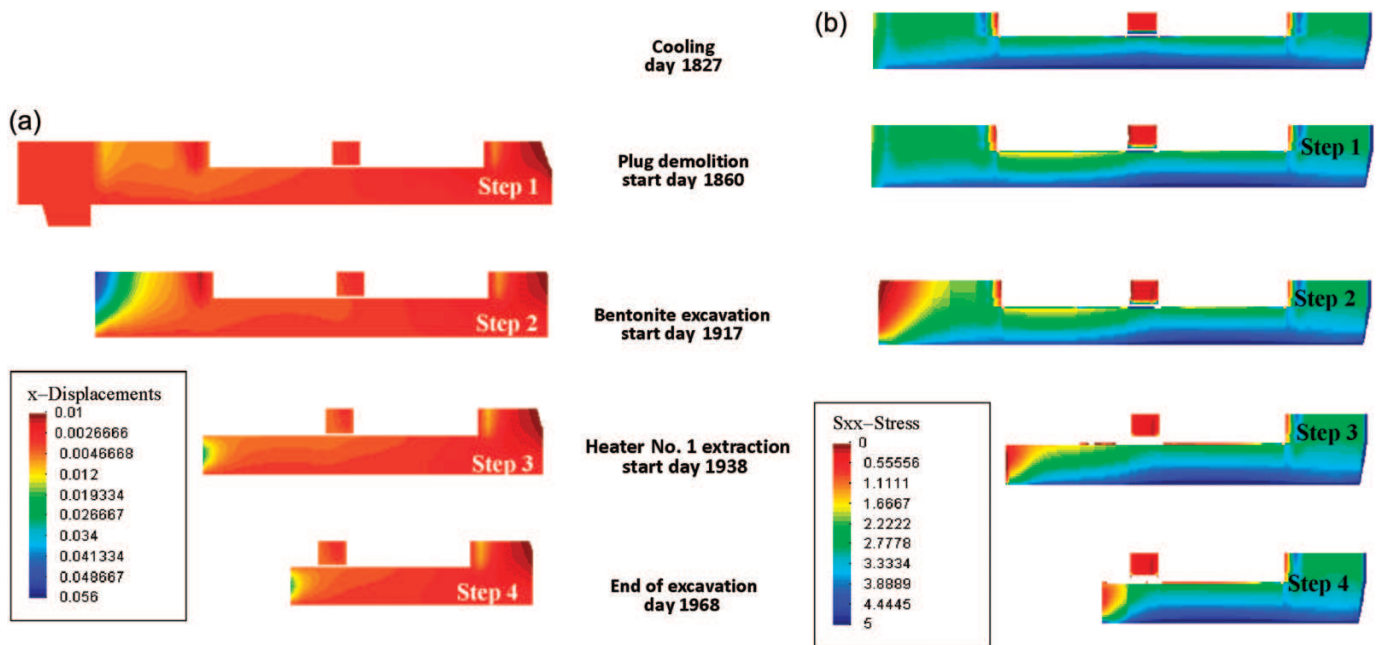 (a)
Step 1
Step 2
x-Displacements
0.01
0.0026666
0.0046668
0.012
0.019334
0.026667
0.034
0.041334
0.048667
0.056
Step 3
Step 4
Cooling
day 1827
Plug demolition
start day 1860
Bentonite excavation
start day 1917
Heater No. 1 extraction
start day 1938
End of excavation
day 1968
(b)
Step 1
Step 2
Sxx-Stress
0
0.55556
1.1111
1.6667
2.2222
2.7778
3.3334
3.8889
4.4445
5
Step 3
Step 4